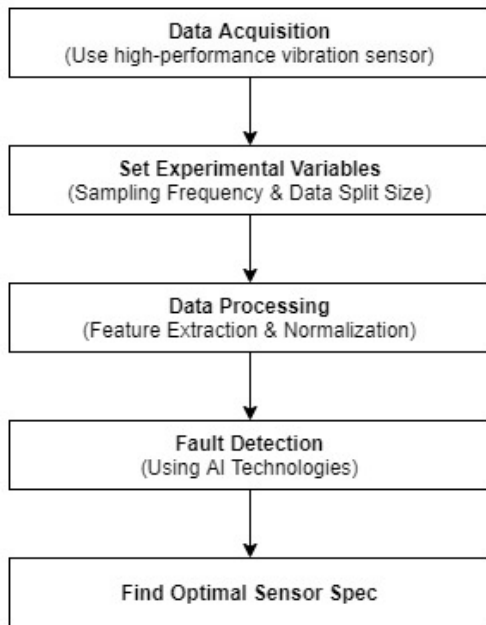 Data Acquisition
(Use high-performance vibration sensor)
Set Experimental Variables
(Sampling Frequency & Data Split Size)
Data Processing
(Feature Extraction & Normalization)
Fault Detection
(Using AI Technologies)
Find Optimal Sensor Spec